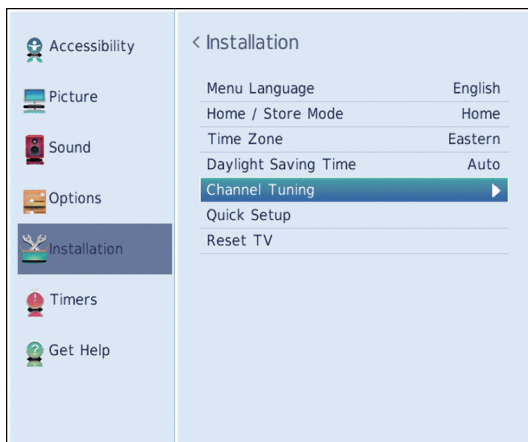 Accessibility
Picture
Sound
Options
Installation
Timers
Get Help
< Installation
Menu Language English
Home / Store Mode Home
Time Zone Eastern
Daylight Saving Time Auto
Channel Tuning
Quick Setup
Reset TV